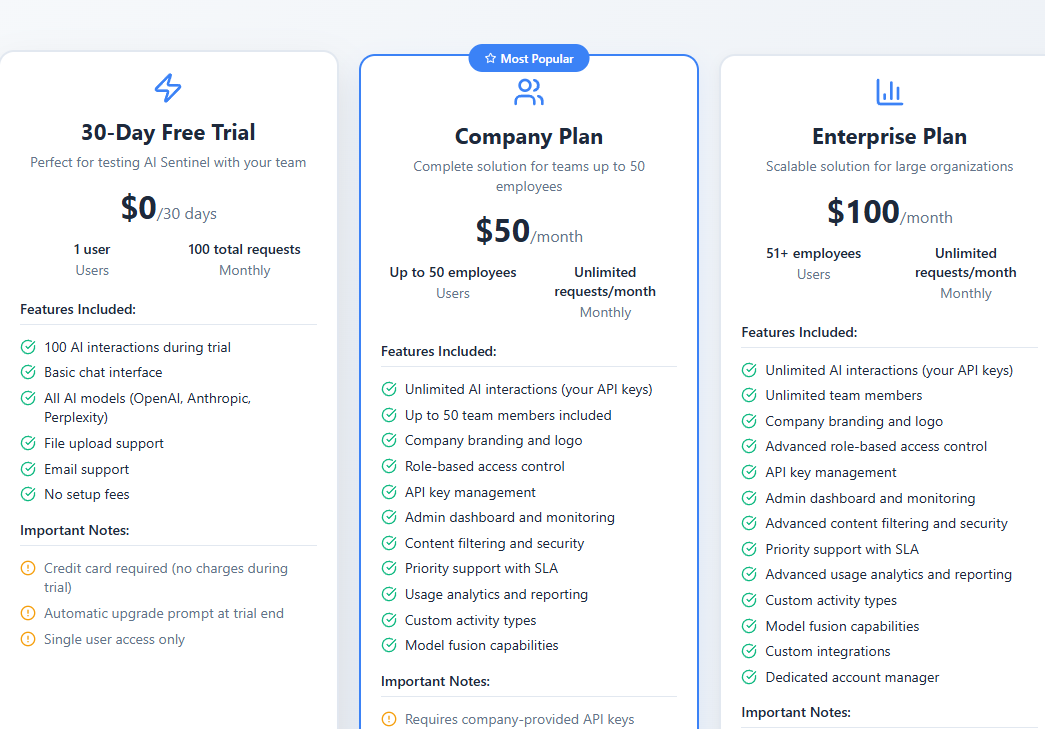 30-Day Free Trial
Perfect for testing AI Sentinel with your team
$0/30 days
1 user
Users
100 total requests
Monthly
Features Included:
100 AI interactions during trial
Basic chat interface
All AI models (OpenAI, Anthropic,
Perplexity)
File upload support
Email support
No setup fees
Important Notes:
Credit card required (no charges during
trial)
Automatic upgrade prompt at trial end
Single user access only
Most Popular
Company Plan
Complete solution for teams up to 50
employees
$50/month
Up to 50 employees
Users
Unlimited
requests/month
Monthly
Features Included:
Unlimited AI interactions (your API keys)
Up to 50 team members included
Company branding and logo
Role-based access control
API key management
Admin dashboard and monitoring
Content filtering and security
Priority support with SLA
Usage analytics and reporting
Custom activity types
Model fusion capabilities
Important Notes:
Requires company-provided API keys
Enterprise Plan
Scalable solution for large organizations
$100/month
51+ employees
Users
Unlimited
requests/month
Monthly
Features Included:
Unlimited AI interactions (your API keys)
Unlimited team members
Company branding and logo
Advanced role-based access control
API key management
Admin dashboard and monitoring
Advanced content filtering and security
Priority support with SLA
Advanced usage analytics and reporting
Custom activity types
Model fusion capabilities
Custom integrations
Dedicated account manager
Important Notes: